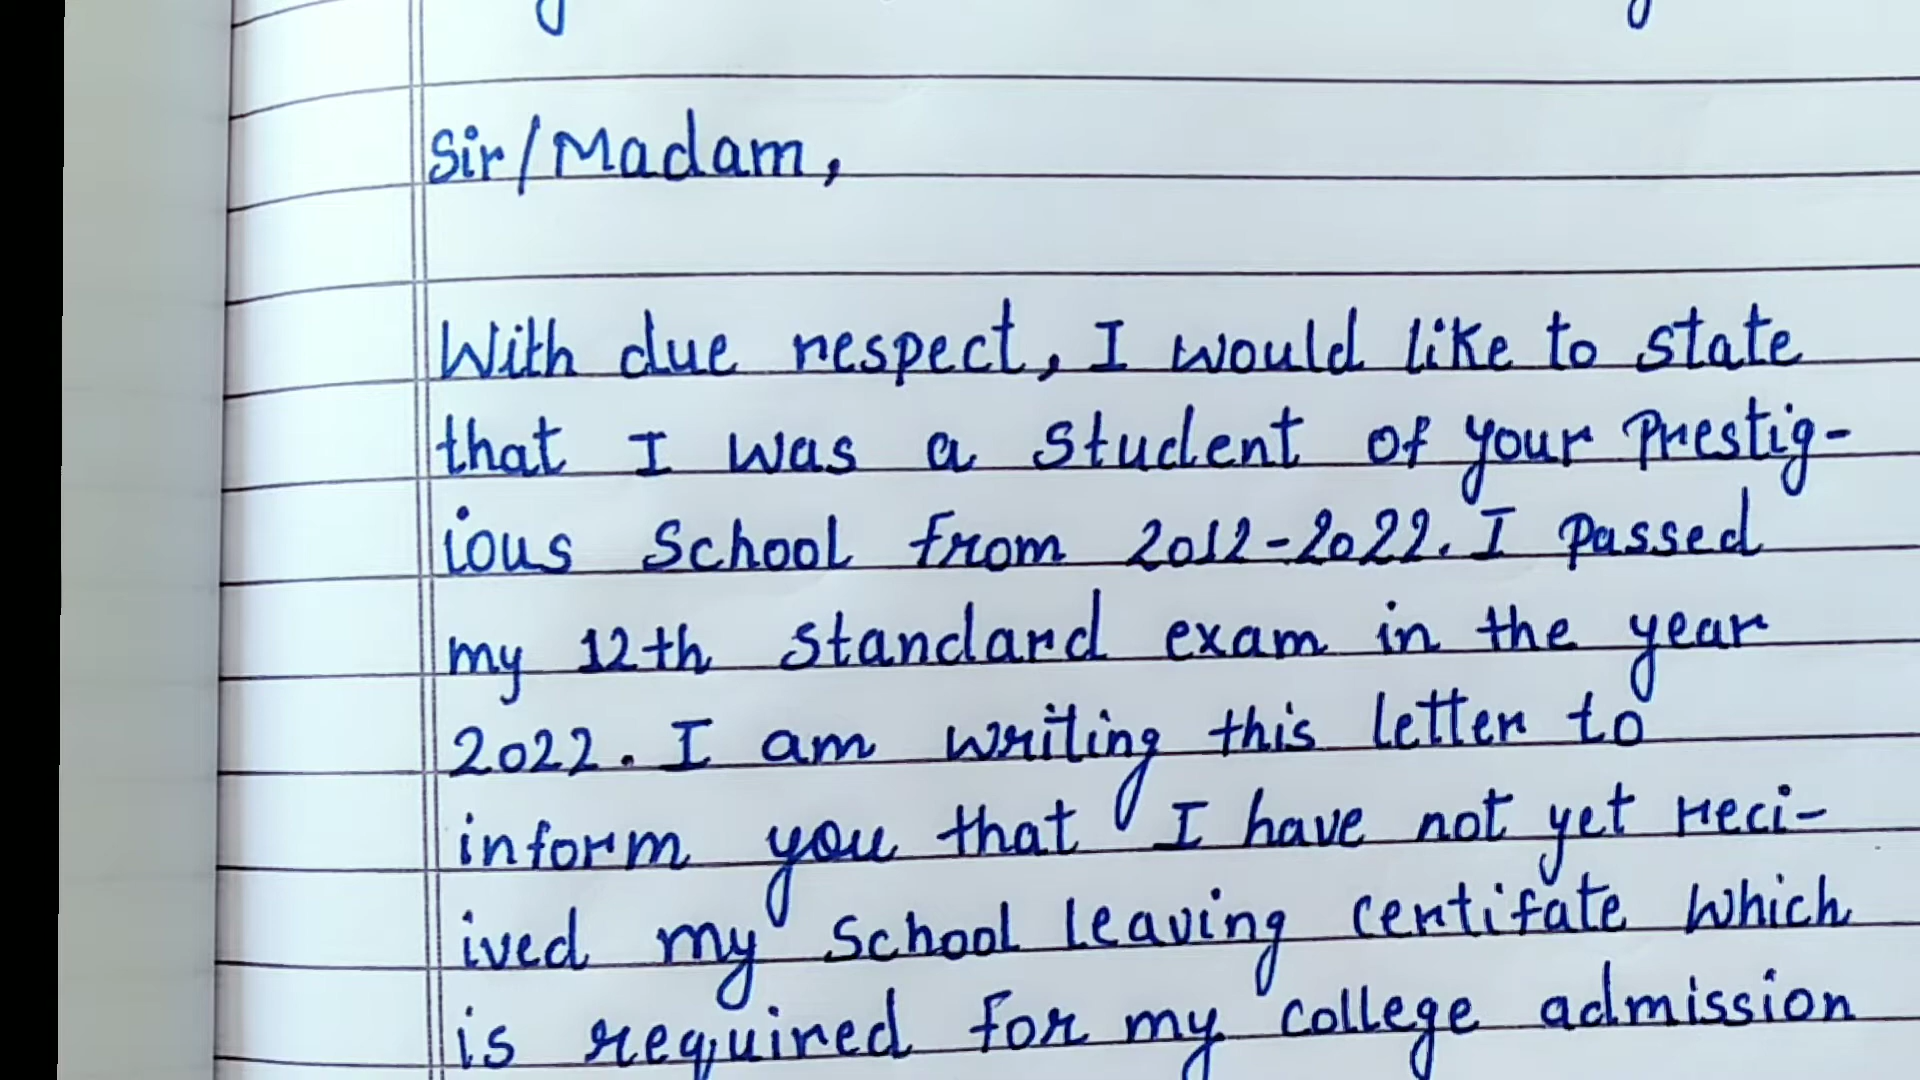 Sir/Madam,
With due respect, I would like to state
that I was a student of your Prestig-
ious School from 2012-2022. I Passed
my 12th standard exam in the year
2022. I am writing this letter to
inform you that I have not yet reci-
ived my school leaving certifate which
is required for my college admission